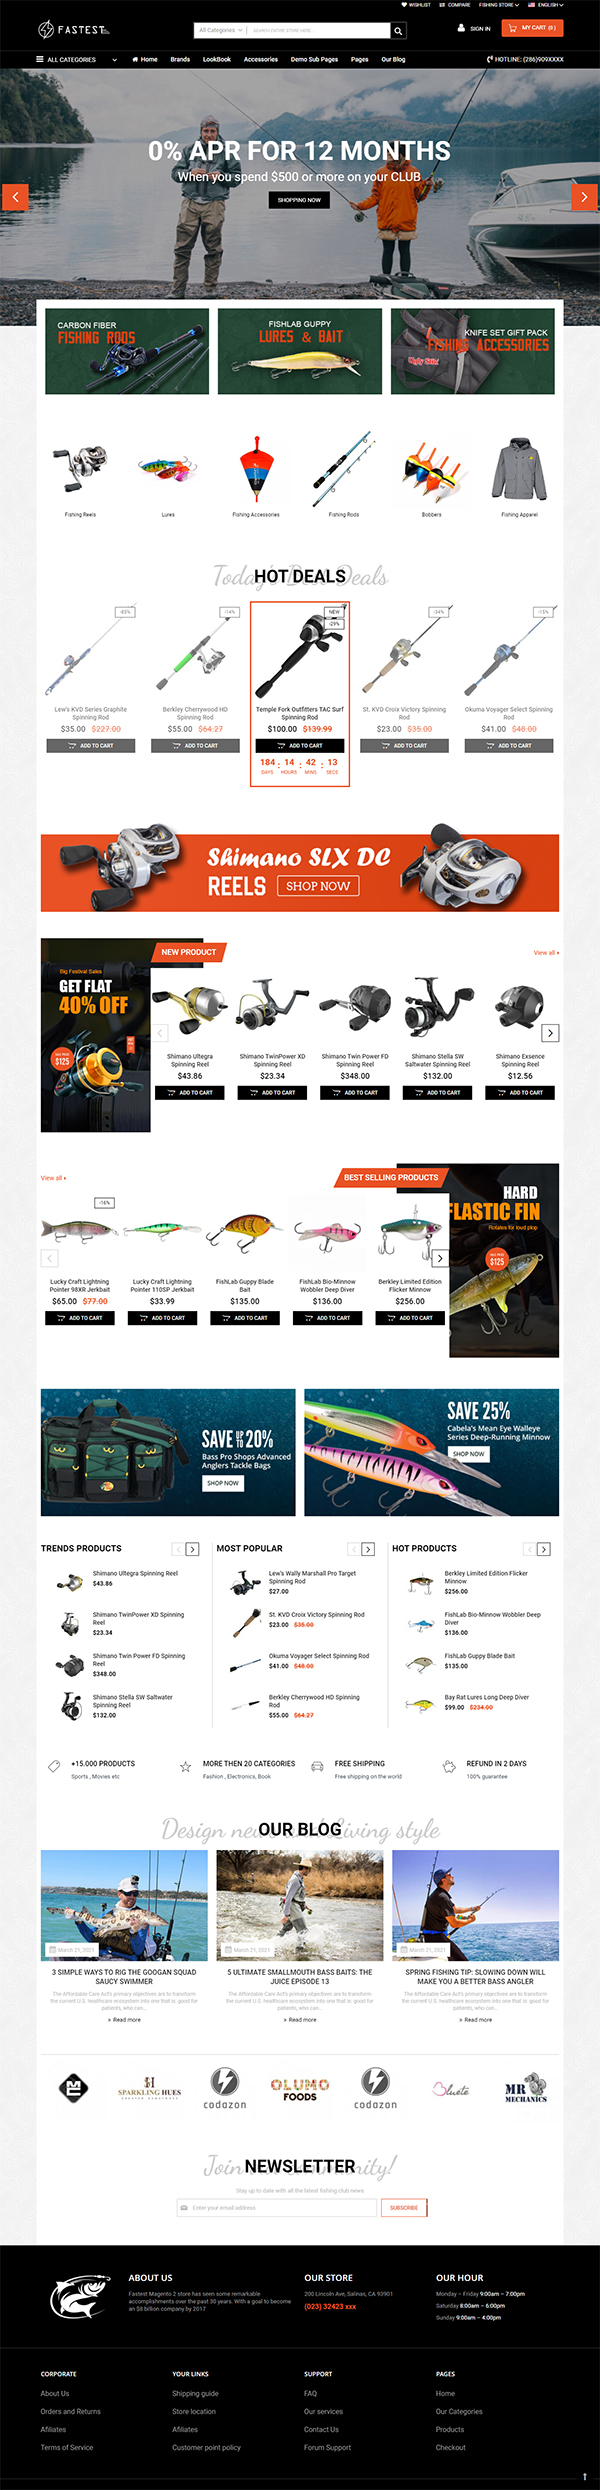 WISHLIST COMPARE FISHING STORE ENGLISH
FASTEST
All Categories SEARCH ENTIRE STORE HERE...
SIGN IN
MY CART (0)
ALL CATEGORIES Home Brands LookBook Accessories Demo Sub Pages Pages Our Blog HOTLINE: (286)909XXXX
0% APR FOR 12 MONTHS
When you spend $500 or more on your CLUB
SHOPPING NOW
CARBON FIBER
FISHING RODS
FISHLAB GUPPY
LURES & BAIT
KNIFE SET GIFT PACK
FISHING ACCESSORIES
Ugly Stik
Fishing Reels Lures Fishing Accessories Fishing Rods Bobbers Fishing Apparel
Today's Best Deals
HOT DEALS
-85% -14% NEW -29% -34% -15%
Lew's KVD Series Graphite Spinning Rod
$35.00 $227.00
ADD TO CART
Berkley Cherrywood HD Spinning Rod
$55.00 $64.27
ADD TO CART
Temple Fork Outfitters TAC Surf Spinning Rod
$100.00 $139.99
ADD TO CART
184 : 14 : 42 : 13
DAYS HOURS MINS SECE
St. KVD Croix Victory Spinning Rod
$23.00 $35.00
ADD TO CART
Okuma Voyager Select Spinning Rod
$41.00 $48.00
ADD TO CART
Shimano SLX DC
REELS SHOP NOW
Big Festival Sales
GET FLAT
40% OFF
$125
NEW PRODUCT
View all
Shimano Ultegra Spinning Reel
$43.86
ADD TO CART
Shimano TwinPower XD Spinning Reel
$23.34
ADD TO CART
Shimano Twin Power FD Spinning Reel
$348.00
ADD TO CART
Shimano Stella SW Saltwater Spinning Reel
$132.00
ADD TO CART
Shimano Exsence Spinning Reel
$12.56
ADD TO CART
View all
BEST SELLING PRODUCTS
-16%
Lucky Craft Lightning Pointer 98XR Jerkbait
$65.00 $77.00
ADD TO CART
Lucky Craft Lightning Pointer 110SP Jerkbait
$33.99
ADD TO CART
FishLab Guppy Blade Bait
$135.00
ADD TO CART
FishLab Bio-Minnow Wobbler Deep Diver
$136.00
ADD TO CART
Berkley Limited Edition Flicker Minnow
$256.00
ADD TO CART
HARD
FLASTIC FIN
Rotates for loud plop
$125
SAVE UP TO 20%
Bass Pro Shops Advanced
Anglers Tackle Bags
SHOP NOW
SAVE 25%
Cabela's Mean Eye Walleye
Series Deep-Running Minnow
SHOP NOW
TRENDS PRODUCTS
Shimano Ultegra Spinning Reel
$43.86
Shimano TwinPower XD Spinning
Reel
$23.34
Shimano Twin Power FD Spinning
Reel
$348.00
Shimano Stella SW Saltwater
Spinning Reel
$132.00
MOST POPULAR
Lew's Wally Marshall Pro Target
Spinning Rod
$27.00
St. KVD Croix Victory Spinning Rod
$23.00 $35.00
Okuma Voyager Select Spinning Rod
$41.00 $48.00
Berkley Cherrywood HD Spinning
Rod
$55.00 $64.27
HOT PRODUCTS
Berkley Limited Edition Flicker
Minnow
$256.00
FishLab Bio-Minnow Wobbler Deep
Diver
$136.00
FishLab Guppy Blade Bait
$135.00
Bay Rat Lures Long Deep Diver
$99.00 $234.00
+15.000 PRODUCTS
Sports , Movies etc
MORE THEN 20 CATEGORIES
Fashion , Electronics, Book
FREE SHIPPING
Free shipping on the world
REFUND IN 2 DAYS
100% guarantee
Design new Living style
OUR BLOG
March 21, 2021
3 SIMPLE WAYS TO RIG THE GOOGAN SQUAD
SAUCY SWIMMER
The Affordable Care Act's primary objectives are to transform
the current U.S. healthcare ecosystem into one that is: good for
patients, who can...
» Read more
March 21, 2021
5 ULTIMATE SMALLMOUTH BASS BAITS: THE
JUICE EPISODE 13
The Affordable Care Act's primary objectives are to transform
the current U.S. healthcare ecosystem into one that is: good for
patients, who can...
» Read more
March 21, 2021
SPRING FISHING TIP: SLOWING DOWN WILL
MAKE YOU A BETTER BASS ANGLER
The Affordable Care Act's primary objectives are to transform
the current U.S. healthcare ecosystem into one that is: good for
patients, who can...
» Read more
SPARKLING HUES
codazon
OLUMO
FOODS
codazon
Bluete
MR
MECHANICS
Join community!
NEWSLETTER
Stay up to date with all the latest fishing club news
Enter your email address SUBSCRIBE
ABOUT US
Fastest Magento 2 store has seen some remarkable
accomplishments over the past 30 years. With a goal to become
an $8 billion company by 2017
OUR STORE
200 Lincoln Ave, Salinas, CA 93901
(023) 32423 xxx
OUR HOUR
Monday – Friday 9:00am – 7:00pm
Saturday 8:00am – 6:00pm
Sunday 9:00am – 4:00pm
CORPORATE
About Us
Orders and Returns
Afiliates
Terms of Service
YOUR LINKS
Shipping guide
Store location
Afiliates
Customer point policy
SUPPORT
FAQ
Our services
Contact Us
Forum Support
PAGES
Home
Our Categories
Products
Checkout